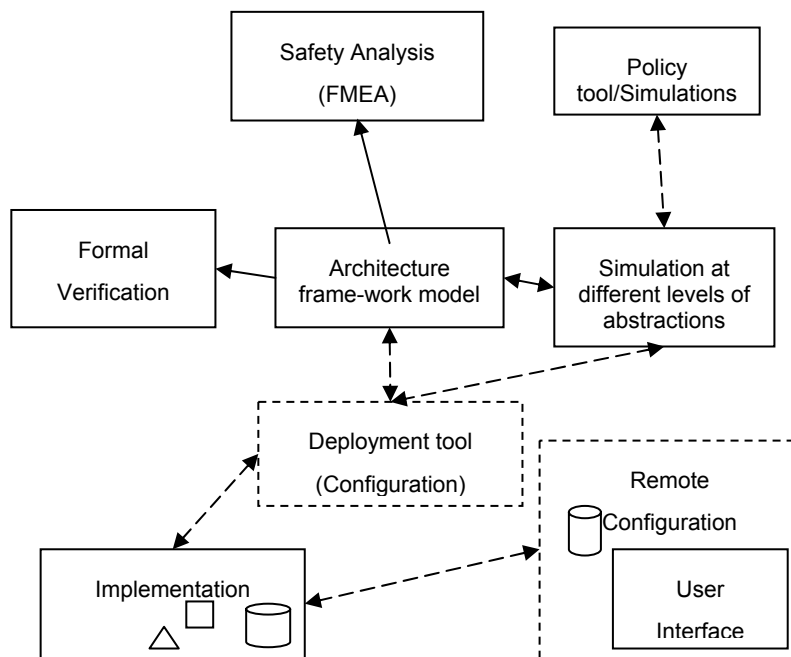 Safety Analysis
(FMEA)
Policy
tool/Simulations
Formal
Verification
Architecture
frame-work model
Simulation at
different levels of
abstractions
Deployment tool
(Configuration)
Remote
Configuration
Implementation
User
Interface